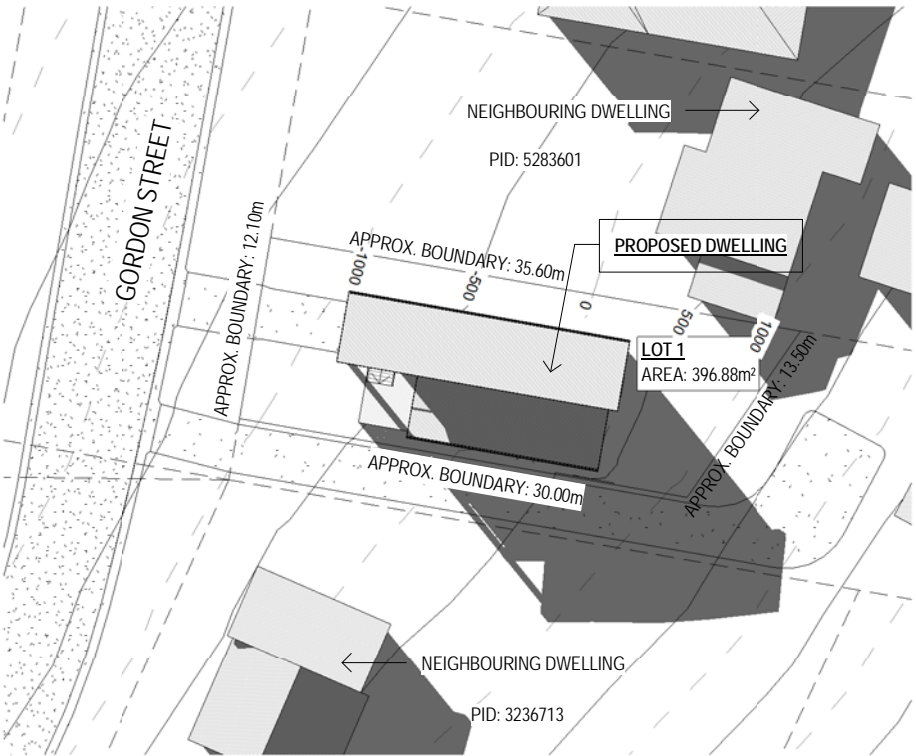 NEIGHBOURING DWELLING
PID: 5283601
GORDON STREET
APPROX. BOUNDARY: 12.10m
APPROX. BOUNDARY: 35.60m
PROPOSED DWELLING
-1000
-500
0
500
1000
LOT 1
AREA: 396.88m²
APPROX. BOUNDARY: 13.50m
APPROX. BOUNDARY: 30.00m
NEIGHBOURING DWELLING
PID: 3236713